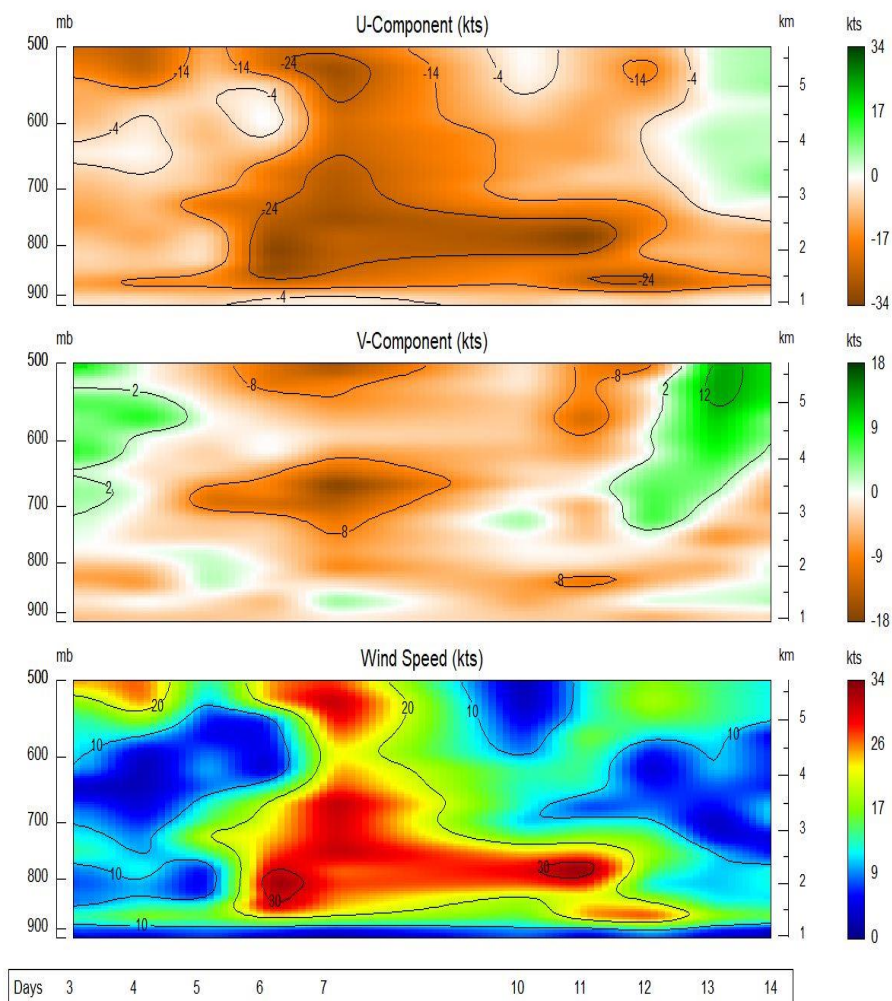 U-Component (kts)
mb km kts
500 34
5
600 17
4
700 0
3
800 -17
2
900 1 -34
-14 -14 -24 -14 -4 -14 -4
-4 -4
-4
-24
-24
-4
V-Component (kts)
mb km kts
500 18
5
600 9
4
700 0
3
800 -9
2
900 1 -18
-8 -8 2 12
2
2
-8
-8
Wind Speed (kts)
mb km kts
500 34
5
600 26
4
700 17
3
800 9
2
900 1 0
20 20 10 10
10
10 30
30
10 10
Days 3 4 5 6 7 10 11 12 13 14